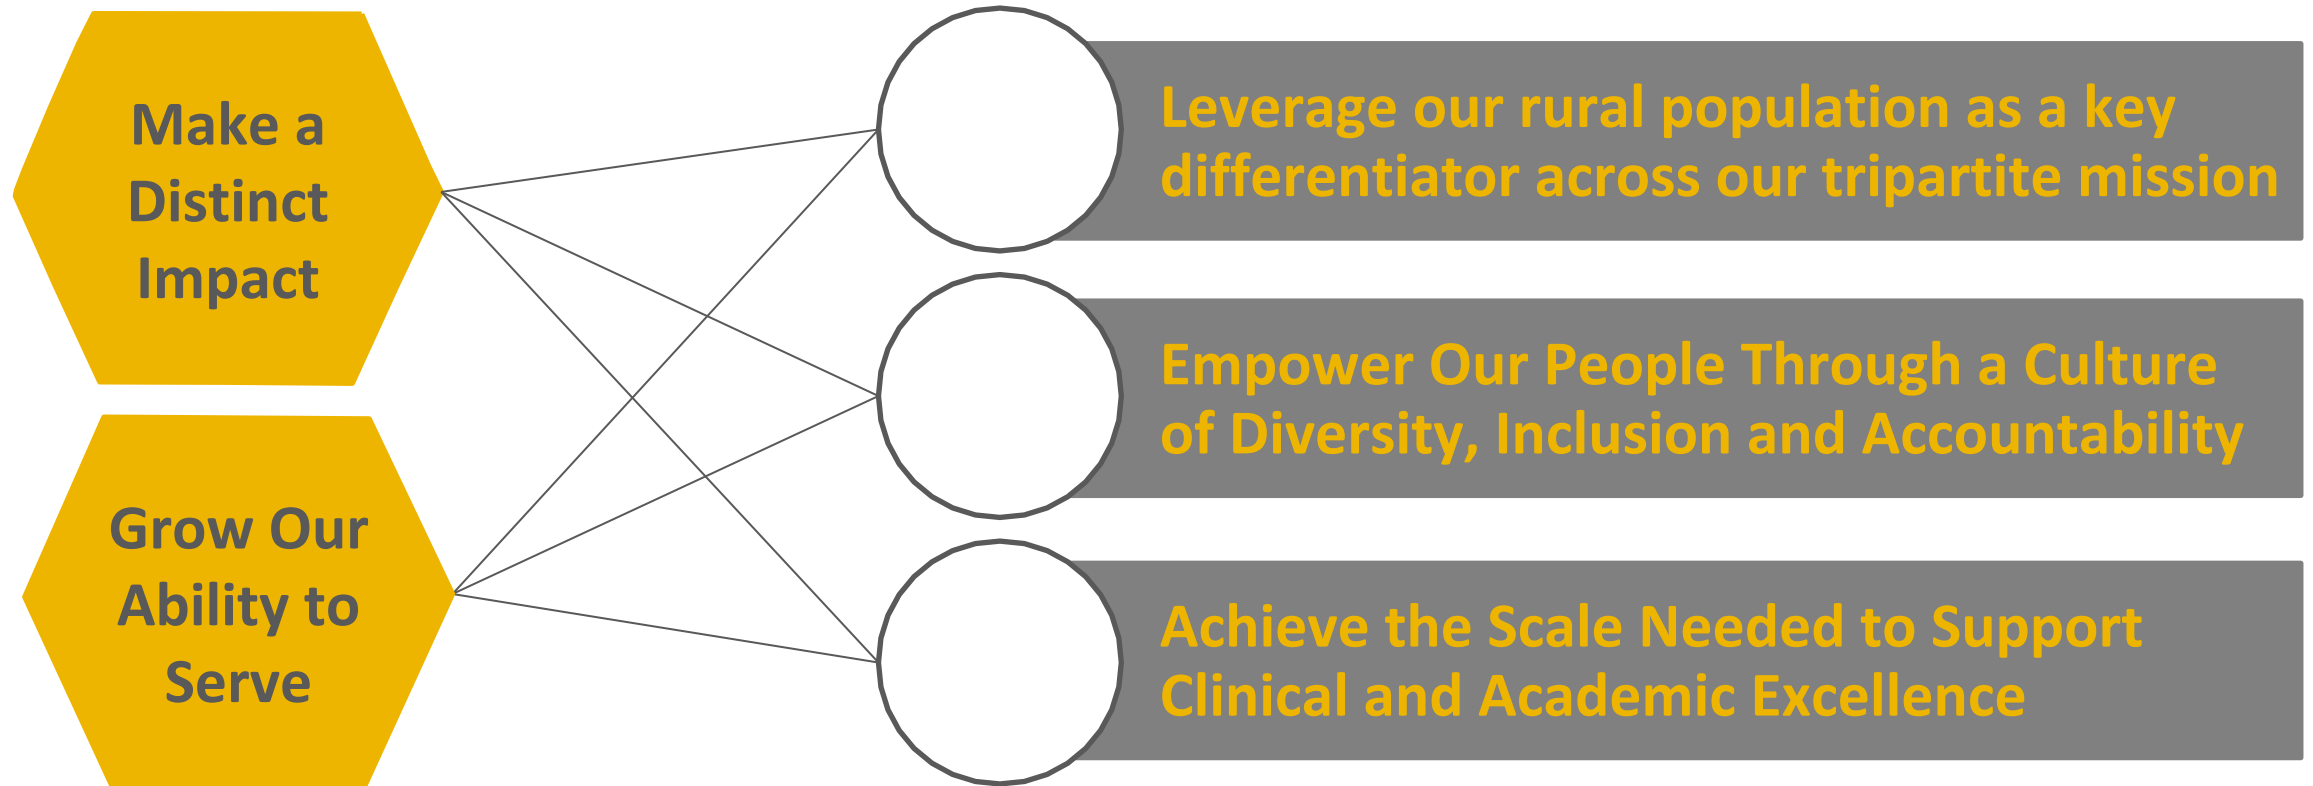 Make a
Distinct
Impact
Grow Our
Ability to
Serve
Leverage our rural population as a key
differentiator across our tripartite mission
Empower Our People Through a Culture
of Diversity, Inclusion and Accountability
Achieve the Scale Needed to Support
Clinical and Academic Excellence